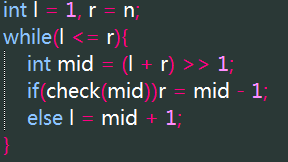 int l = 1, r = n;
while(l <= r){
int mid = (l + r) >> 1;
if(check(mid))r = mid - 1;
else l = mid + 1;
}